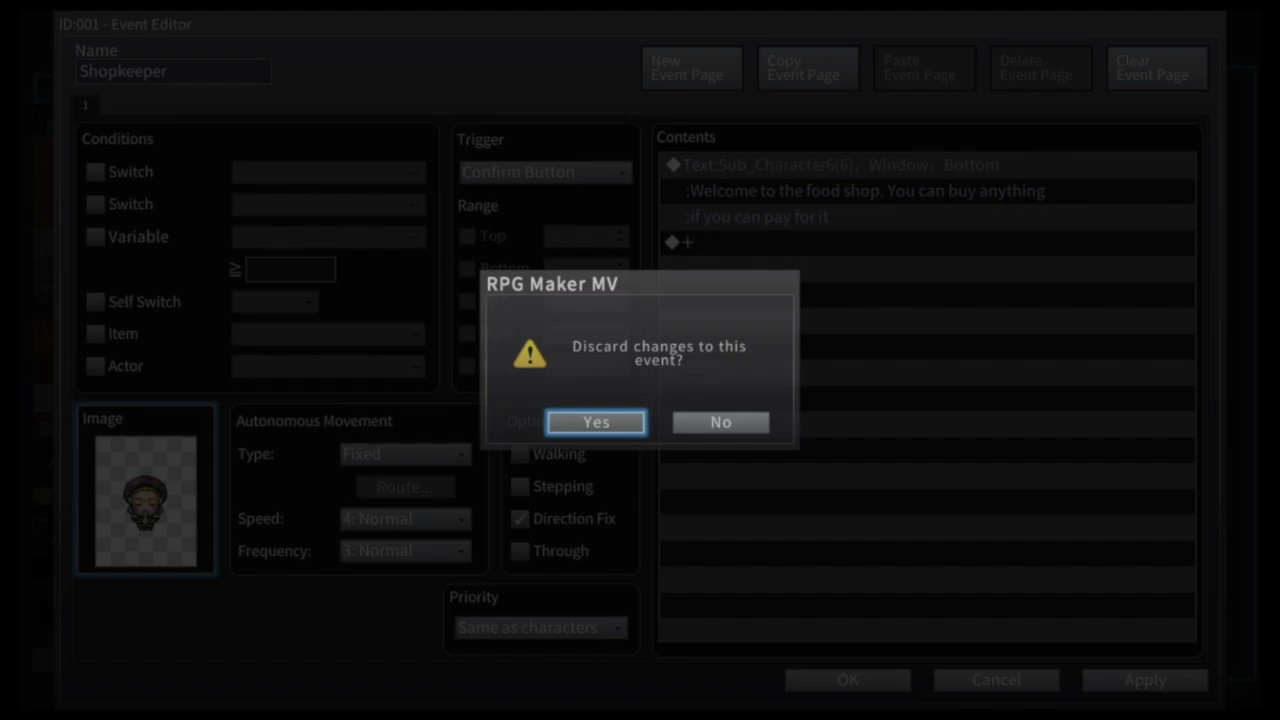 ID:001 - Event Editor
Name
Shopkeeper
New Event Page
Copy Event Page
Paste Event Page
Delete Event Page
Clear Event Page
1
Conditions
Switch
Switch
Variable
≧
Self Switch
Item
Actor
Trigger
Confirm Button
Range
Top
Bottom
Contents
◆Text:Sub_Character6(6), Window, Bottom
:Welcome to the food shop. You can buy anything
:if you can pay for it
◆+
RPG Maker MV
Discard changes to this
event?
Yes
No
Image
Autonomous Movement
Type:
Fixed
Route...
Speed:
4: Normal
Frequency:
3: Normal
Walking
Stepping
Direction Fix
Through
Priority
Same as characters
OK
Cancel
Apply